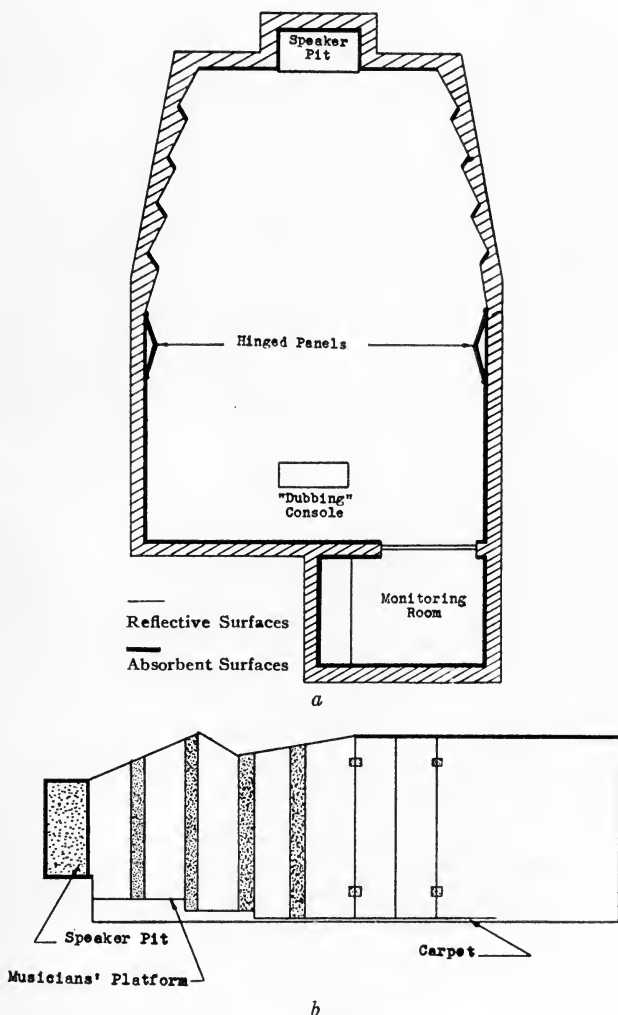 Speaker
Pit
Hinged Panels
"Dubbing"
Console
Monitoring
Room
Reflective Surfaces
Absorbent Surfaces
a
Speaker Pit
Carpet
Musicians' Platform
b